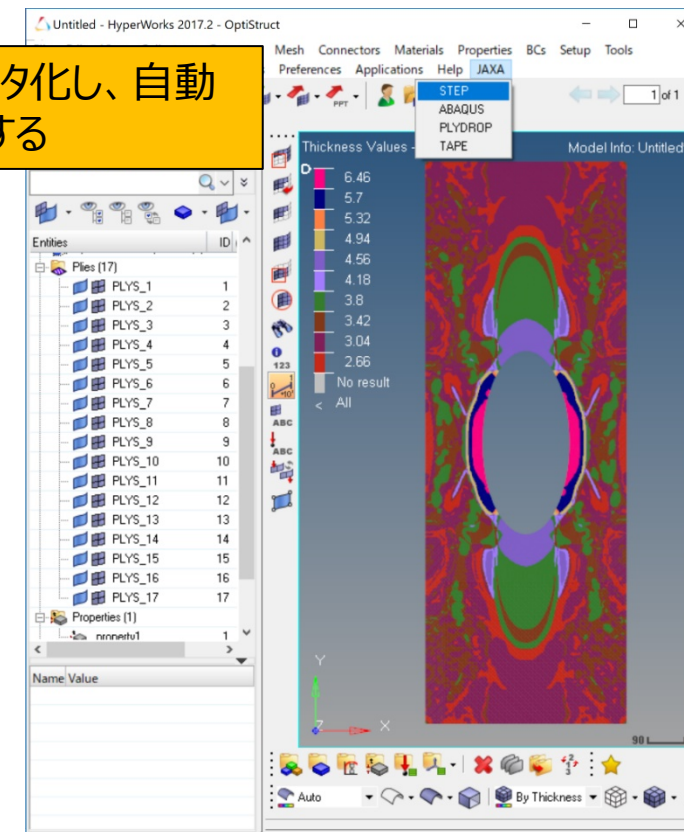 Untitled - HyperWorks 2017.2 - OptiStruct
Mesh Connectors Materials Properties BCs Setup Tools
Preferences Applications Help JAXA
タ化し、自動
する
STEP
ABAQUS
PLYDROP
TAPE
1 of 1
Thickness Values -
Model Info: Untitled
6.46
5.7
5.32
4.94
4.56
4.18
3.8
3.42
3.04
2.66
No result
< All
Entities ID
Plies (17)
PLYS_1 1
PLYS_2 2
PLYS_3 3
PLYS_4 4
PLYS_5 5
PLYS_6 6
PLYS_7 7
PLYS_8 8
PLYS_9 9
PLYS_10 10
PLYS_11 11
PLYS_12 12
PLYS_13 13
PLYS_14 14
PLYS_15 15
PLYS_16 16
PLYS_17 17
Properties (1)
property1 1
Name Value
123
ABC
ABC
PPT
Y
Z
X
90
Auto
By Thickness